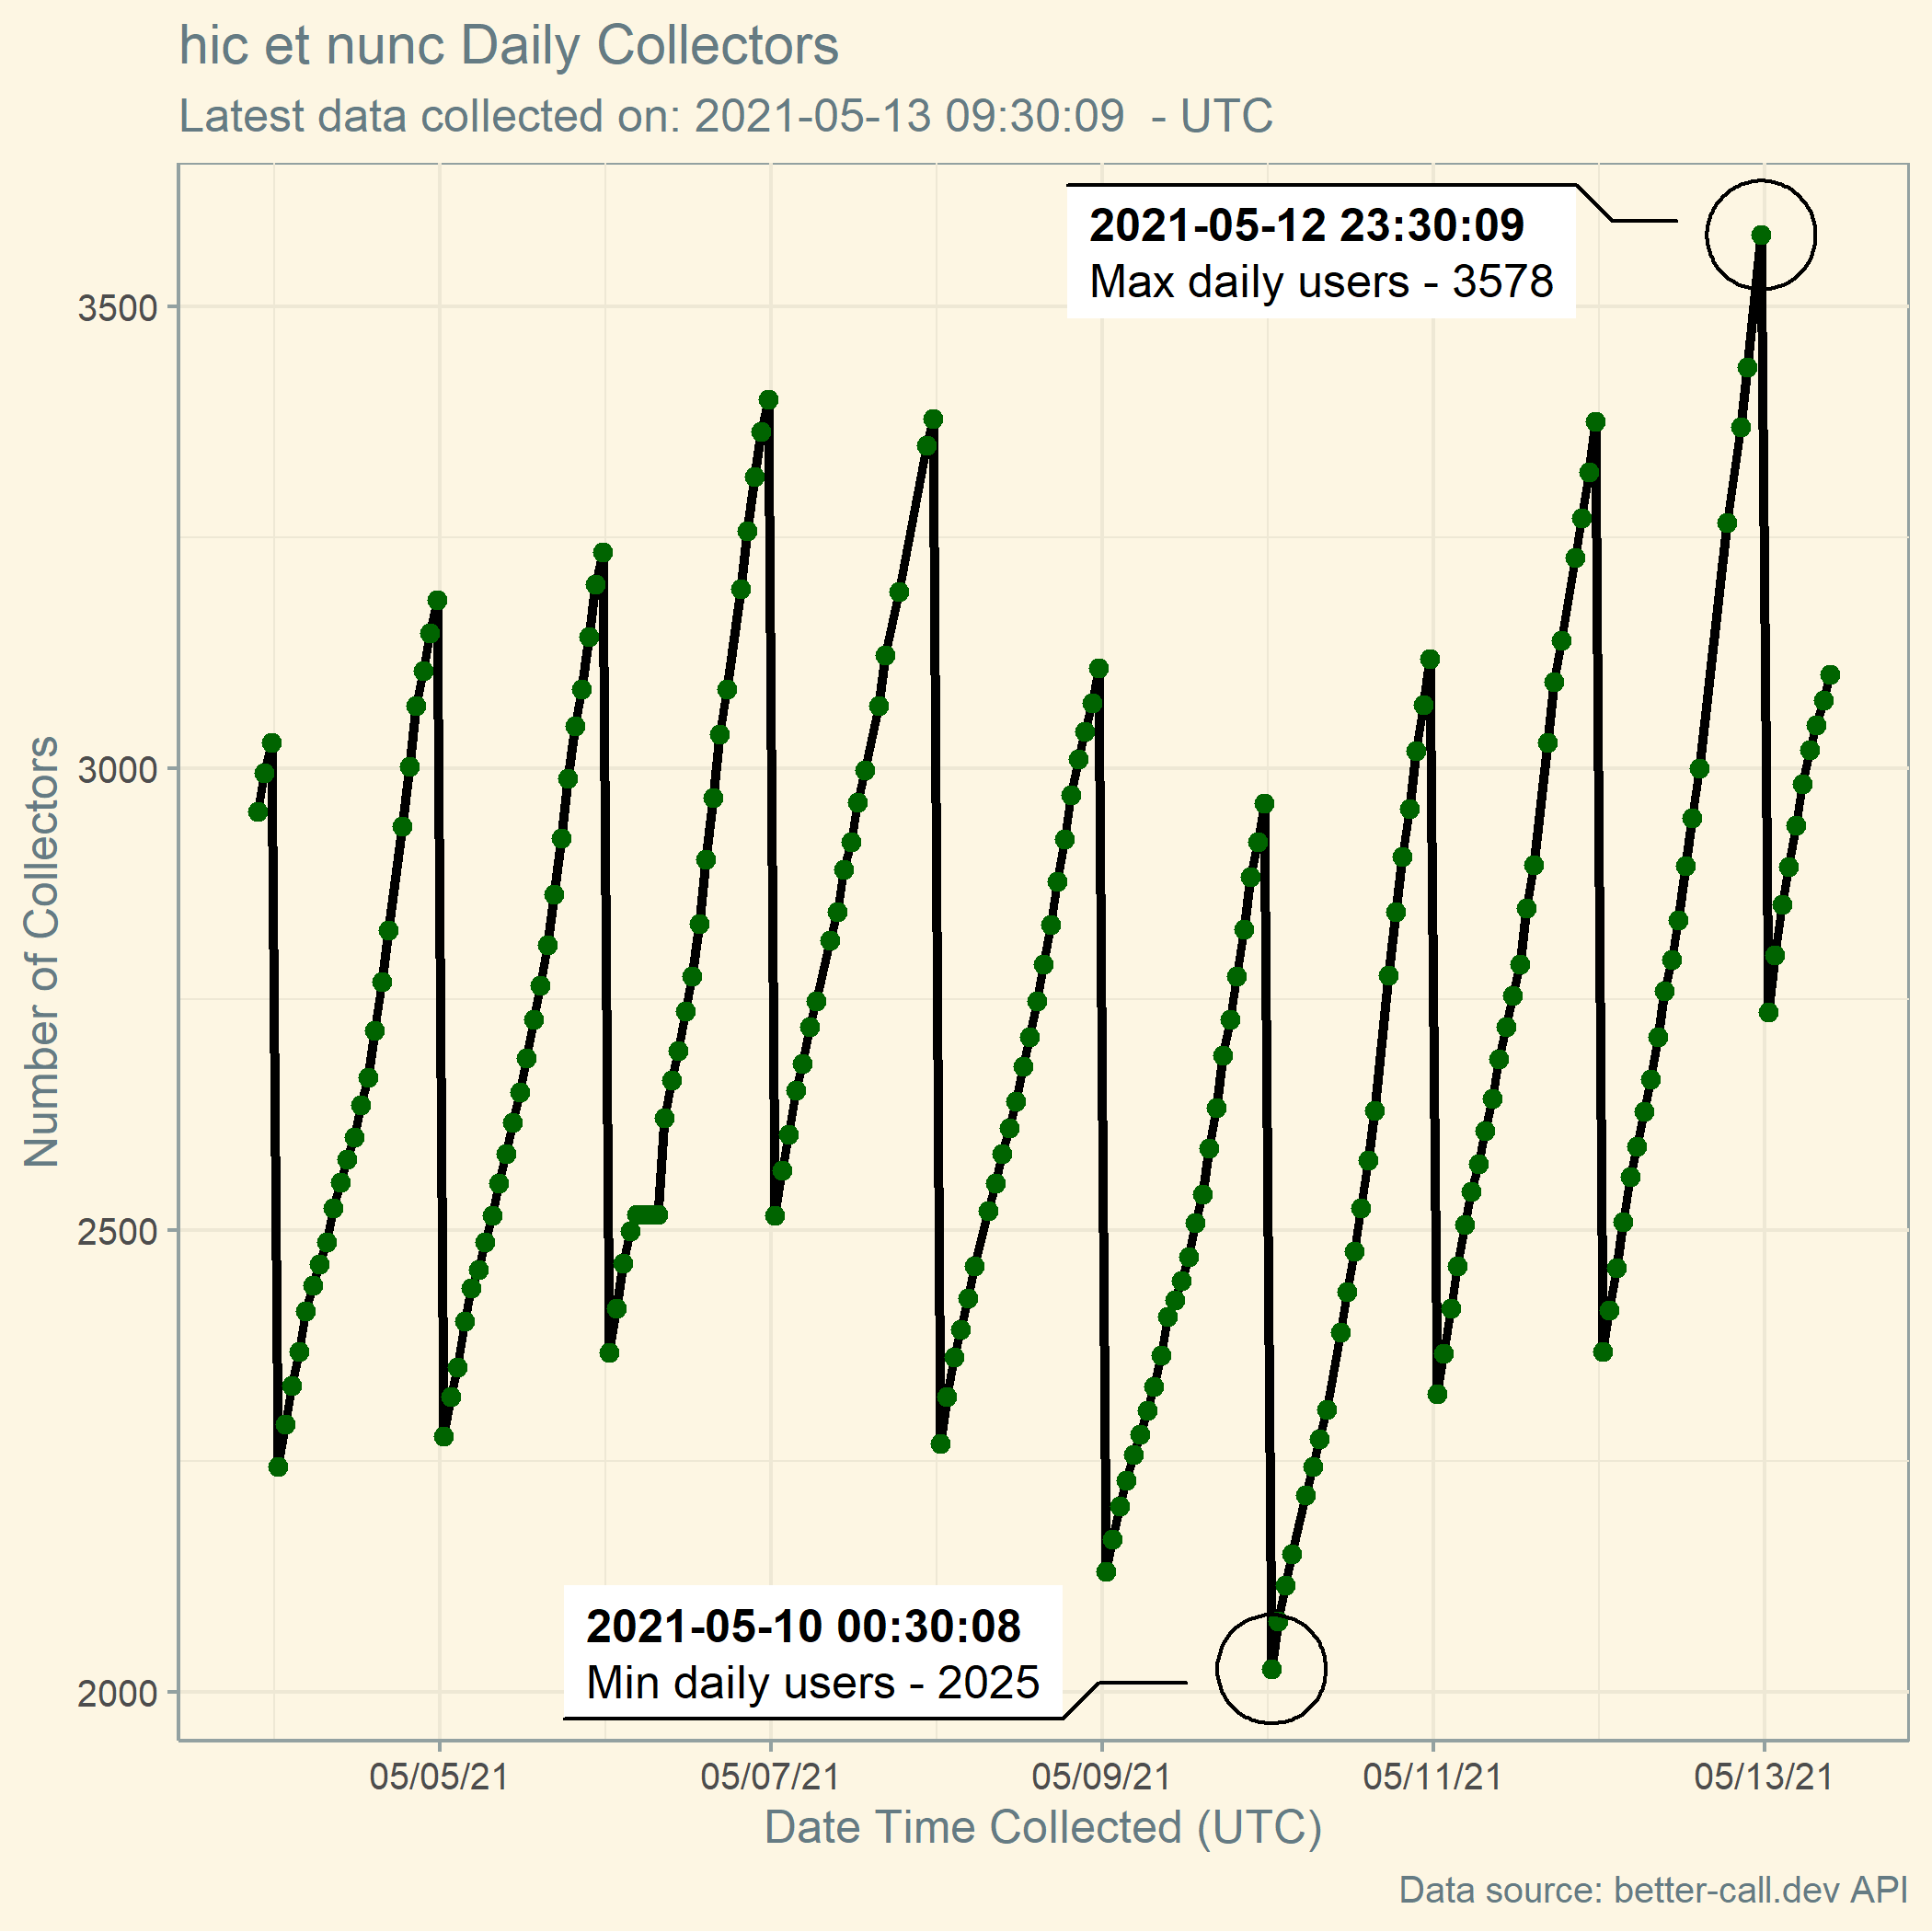 hic et nunc Daily Collectors
Latest data collected on: 2021-05-13 09:30:09  - UTC
2021-05-12 23:30:09
Max daily users - 3578
3500
3000
2500
2000
Number of Collectors
2021-05-10 00:30:08
Min daily users - 2025
05/05/21 05/07/21 05/09/21 05/11/21 05/13/21
Date Time Collected (UTC)
Data source: better-call.dev API